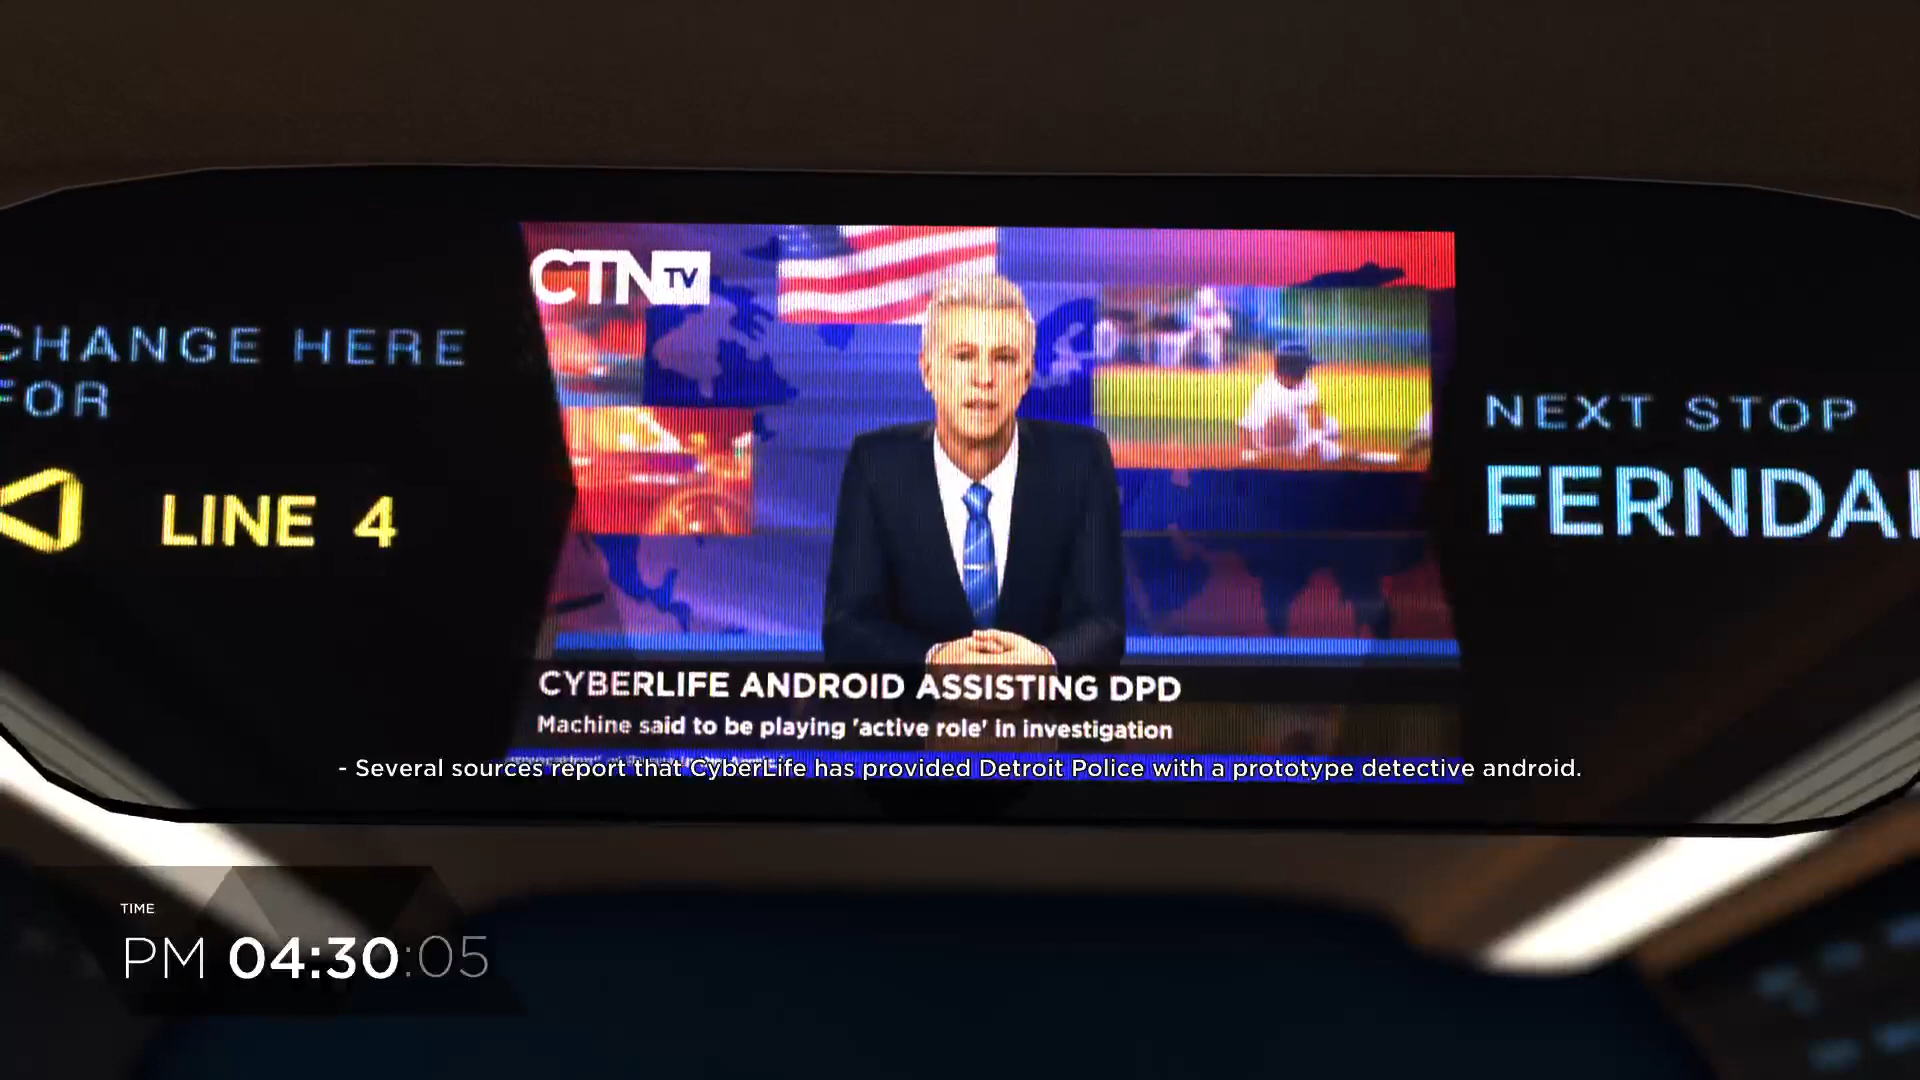 CTN TV
CHANGE HERE
FOR
LINE 4
NEXT STOP
FERNDAL
CYBERLIFE ANDROID ASSISTING DPD
Machine said to be playing 'active role' in investigation
- Several sources report that CyberLife has provided Detroit Police with a prototype detective android.
TIME
PM 04:30:05